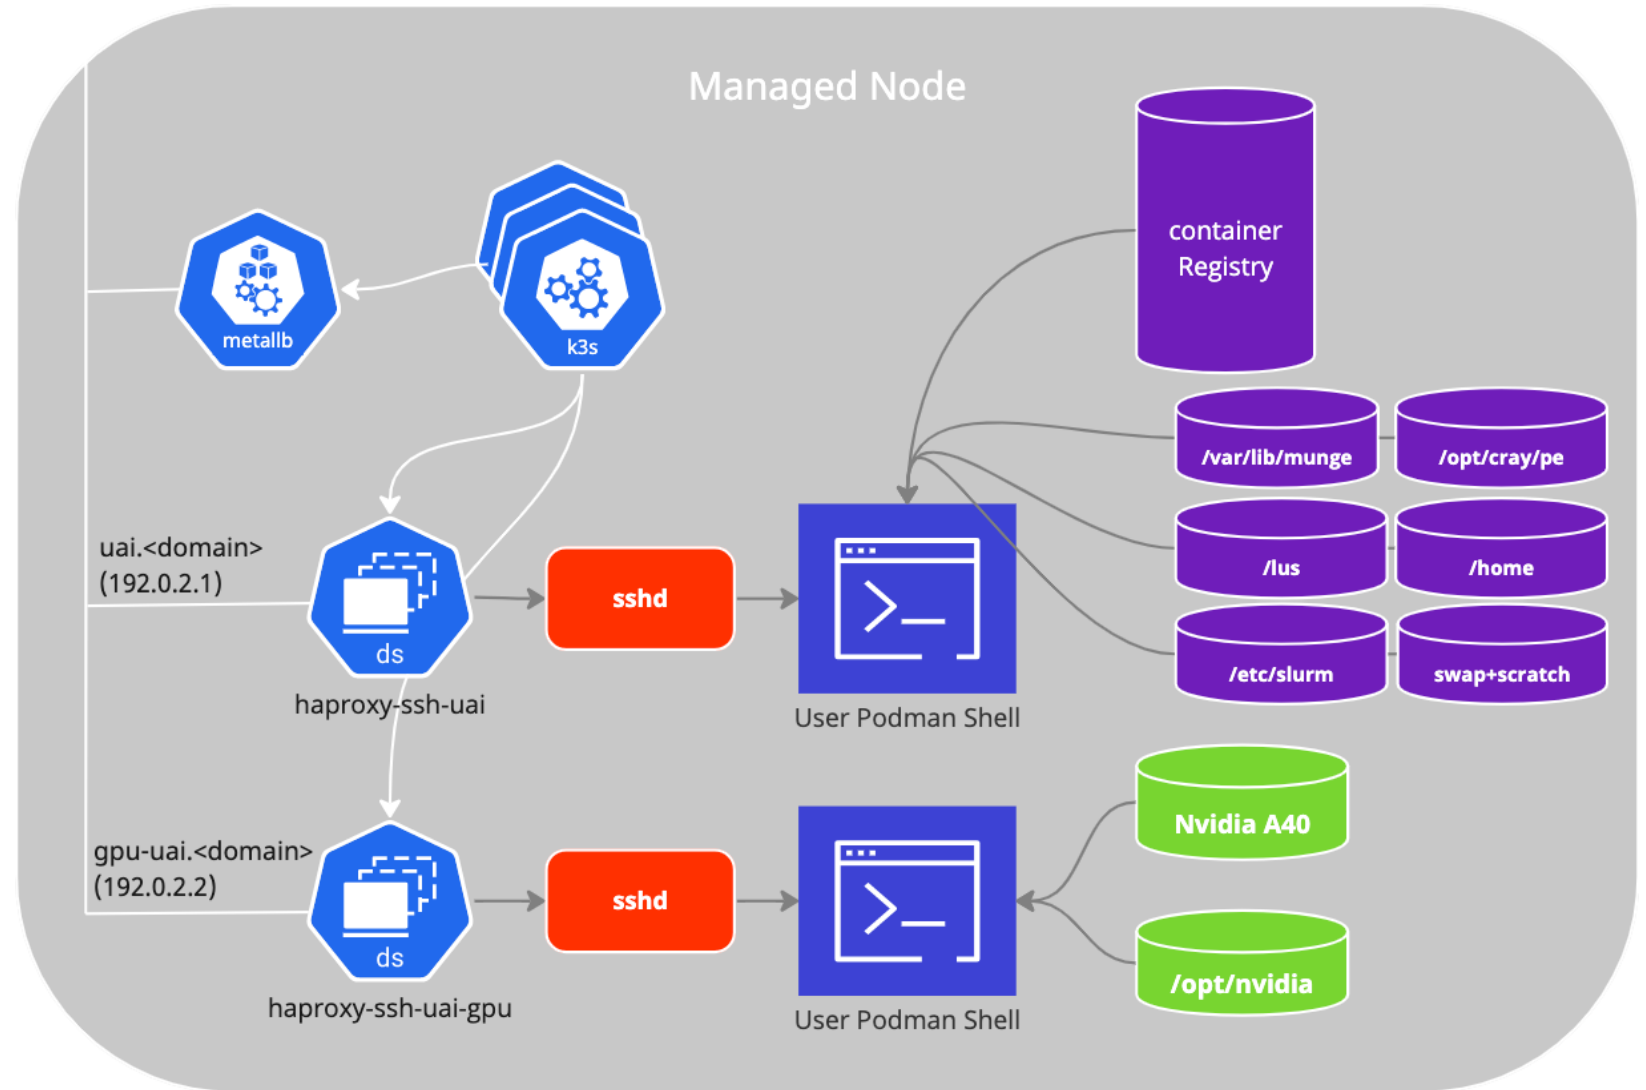 Managed Node
container
Registry
metallb
k3s
/var/lib/munge
/opt/cray/pe
uai.<domain>
(192.0.2.1)
/lus
/home
sshd
ds
/etc/slurm
swap+scratch
haproxy-ssh-uai
User Podman Shell
Nvidia A40
gpu-uai.<domain>
(192.0.2.2)
sshd
ds
/opt/nvidia
haproxy-ssh-uai-gpu
User Podman Shell